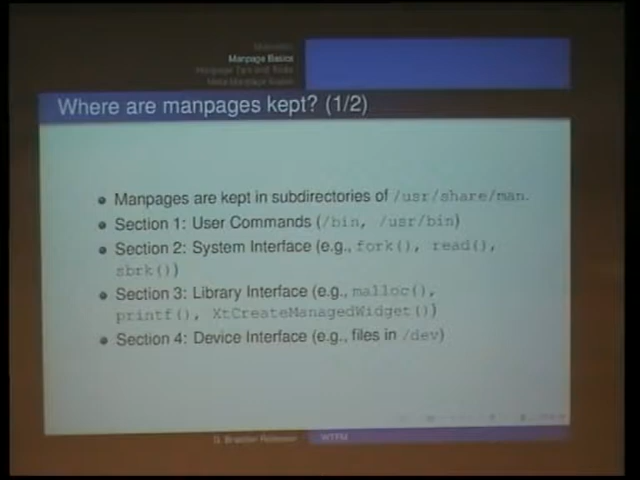 Manpage Basics
Where are manpages kept? (1/2)
Manpages are kept in subdirectories of /usr/share/man.
Section 1: User Commands (/bin, /usr/bin)
Section 2: System Interface (e.g., fork(), read(),
sbrk())
Section 3: Library Interface (e.g., malloc(),
printf(), XtCreateManagedWidget())
Section 4: Device Interface (e.g., files in /dev)
WTFM